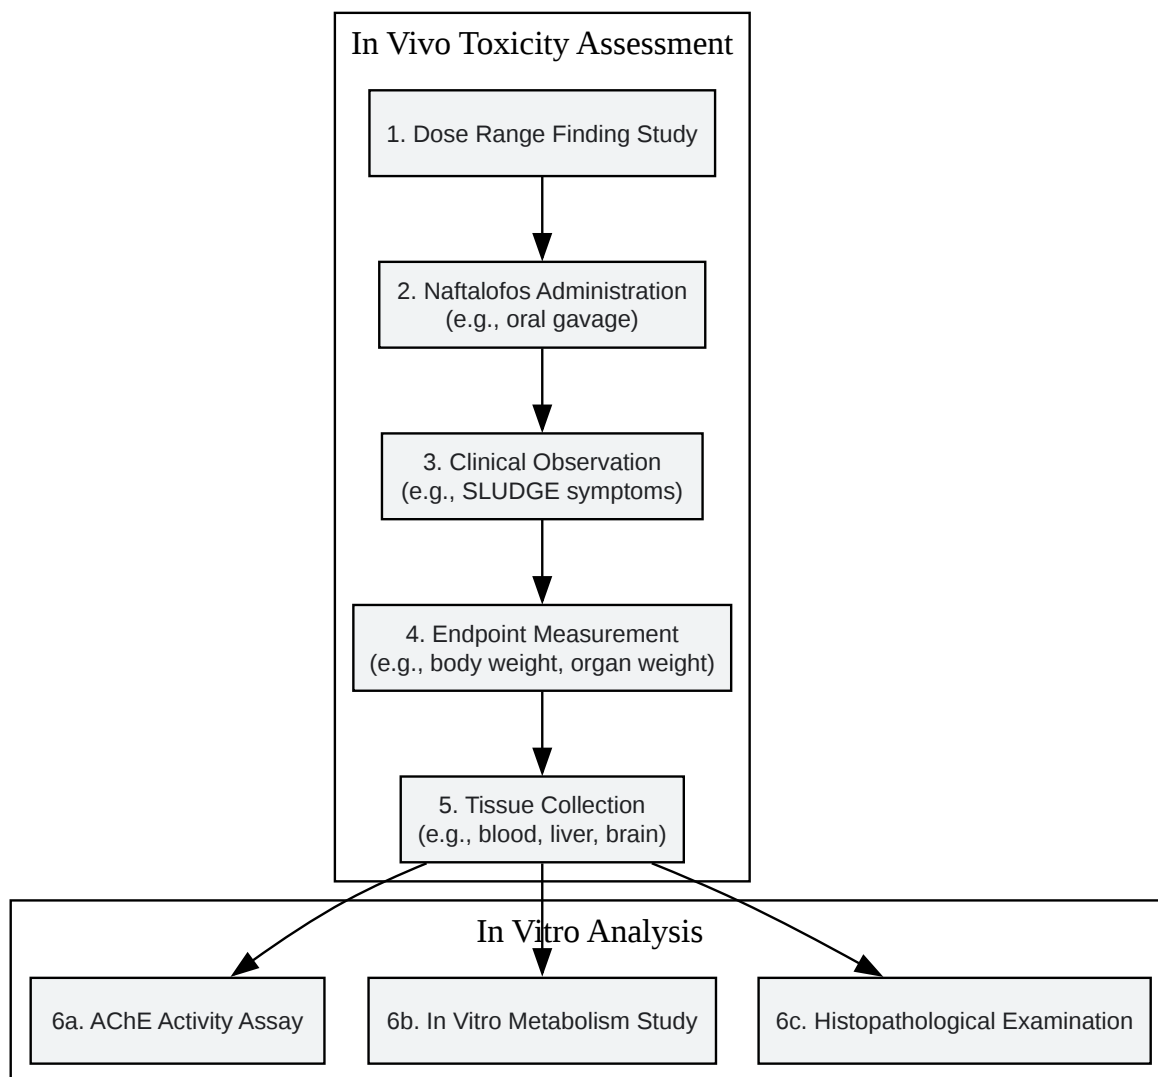 In Vivo Toxicity Assessment
1. Dose Range Finding Study
2. Naftalofos Administration
(e.g., oral gavage)
3. Clinical Observation
(e.g., SLUDGE symptoms)
4. Endpoint Measurement
(e.g., body weight, organ weight)
5. Tissue Collection
(e.g., blood, liver, brain)
In Vitro Analysis
6a. AChE Activity Assay
6b. In Vitro Metabolism Study
6c. Histopathological Examination